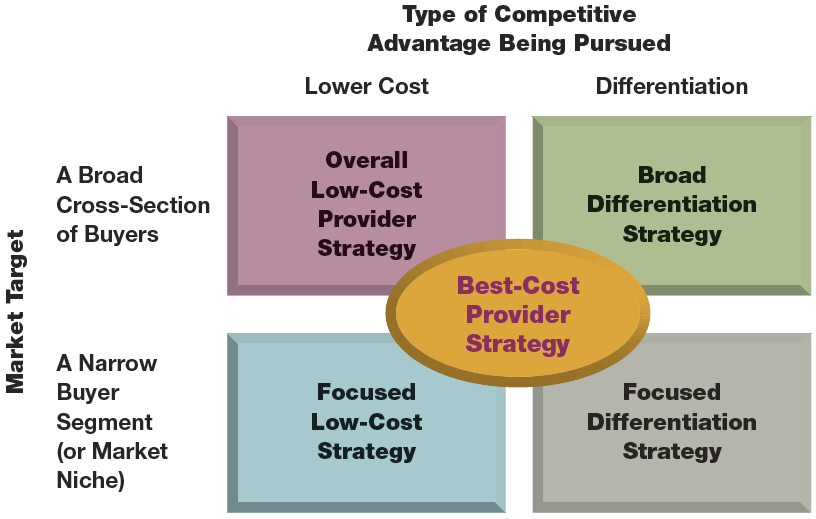 Type of Competitive
Advantage Being Pursued
Lower Cost
Differentiation
Market Target
A Broad
Cross-Section
of Buyers
Overall
Low-Cost
Provider
Strategy
Broad
Differentiation
Strategy
Best-Cost
Provider
Strategy
A Narrow
Buyer
Segment
(or Market
Niche)
Focused
Low-Cost
Strategy
Focused
Differentiation
Strategy